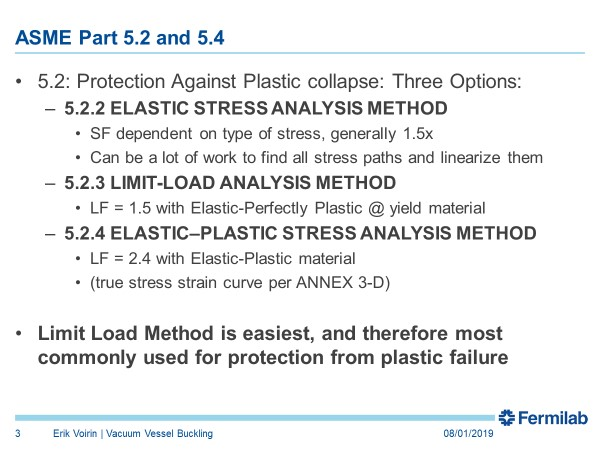 ASME Part 5.2 and 5.4
• 5.2: Protection Against Plastic collapse: Three Options:
– 5.2.2 ELASTIC STRESS ANALYSIS METHOD
• SF dependent on type of stress, generally 1.5x
• Can be a lot of work to find all stress paths and linearize them
– 5.2.3 LIMIT-LOAD ANALYSIS METHOD
• LF = 1.5 with Elastic-Perfectly Plastic @ yield material
– 5.2.4 ELASTIC–PLASTIC STRESS ANALYSIS METHOD
• LF = 2.4 with Elastic-Plastic material
• (true stress strain curve per ANNEX 3-D)
• Limit Load Method is easiest, and therefore most
commonly used for protection from plastic failure
Fermilab
3 Erik Voirin | Vacuum Vessel Buckling 08/01/2019